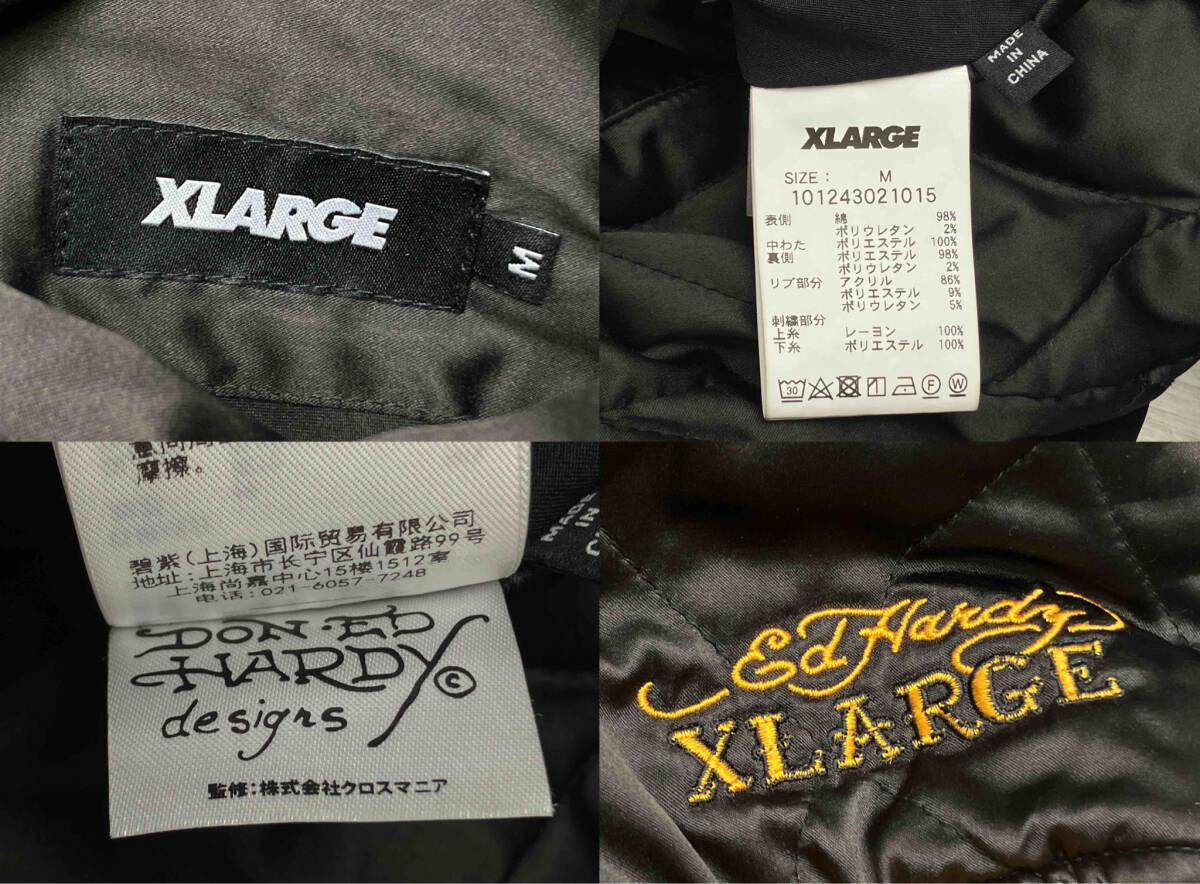 XLARGE
M
MADE
IN
CHINA
XLARGE
SIZE: M
101243021015
表側 綿 98%
ポリウレタン 2%
中わた ポリエステル 100%
裏側 ポリエステル 98%
ポリウレタン 2%
リブ部分 アクリル 86%
ポリエステル 9%
ポリウレタン 5%
刺繍部分
上糸 レーヨン 100%
下糸 ポリエステル 100%
30 F W
摩擦。
碧紫(上海)国际贸易有限公司
地址:上海市长宁区仙霞路99号
上海尚嘉中心15楼1512室
电话:021-6057-7248
MADE
IN
DON・ED
HARDY©
designs
監修:株式会社クロスマニア
Ed Hardy
XLARGE